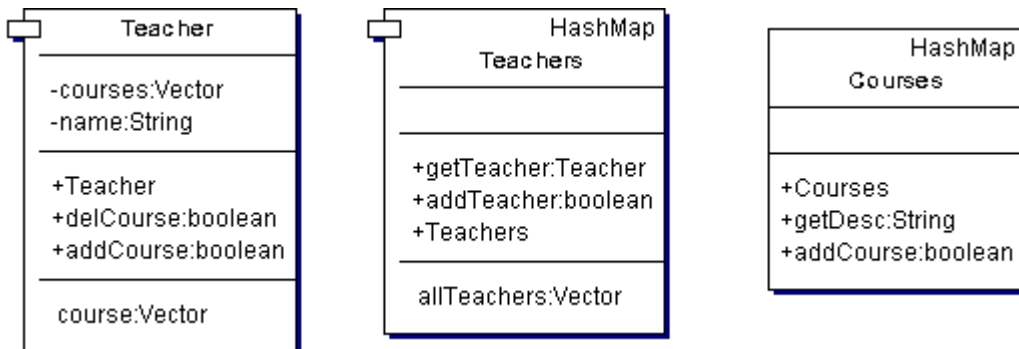 Teacher
-courses:Vector
-name:String
+Teacher
+delCourse:boolean
+addCourse:boolean
course:Vector
HashMap
Teachers
+getTeacher:Teacher
+addTeacher:boolean
+Teachers
allTeachers:Vector
HashMap
Courses
+Courses
+getDesc:String
+addCourse:boolean